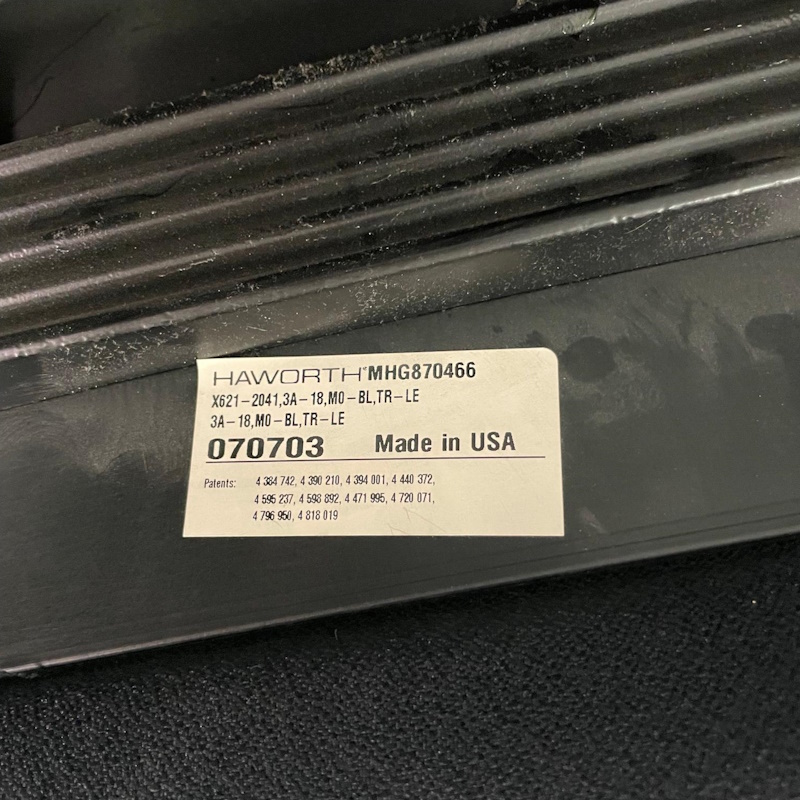 HAWORTH MHG870466
X621-2041,3A-18,M0-BL,TR-LE
3A-18,M0-BL,TR-LE
070703 Made in USA
Patents: 4 384 742, 4 390 210, 4 394 001, 4 440 372,
4 595 237, 4 598 892, 4 471 995, 4 720 071,
4 796 950, 4 818 019